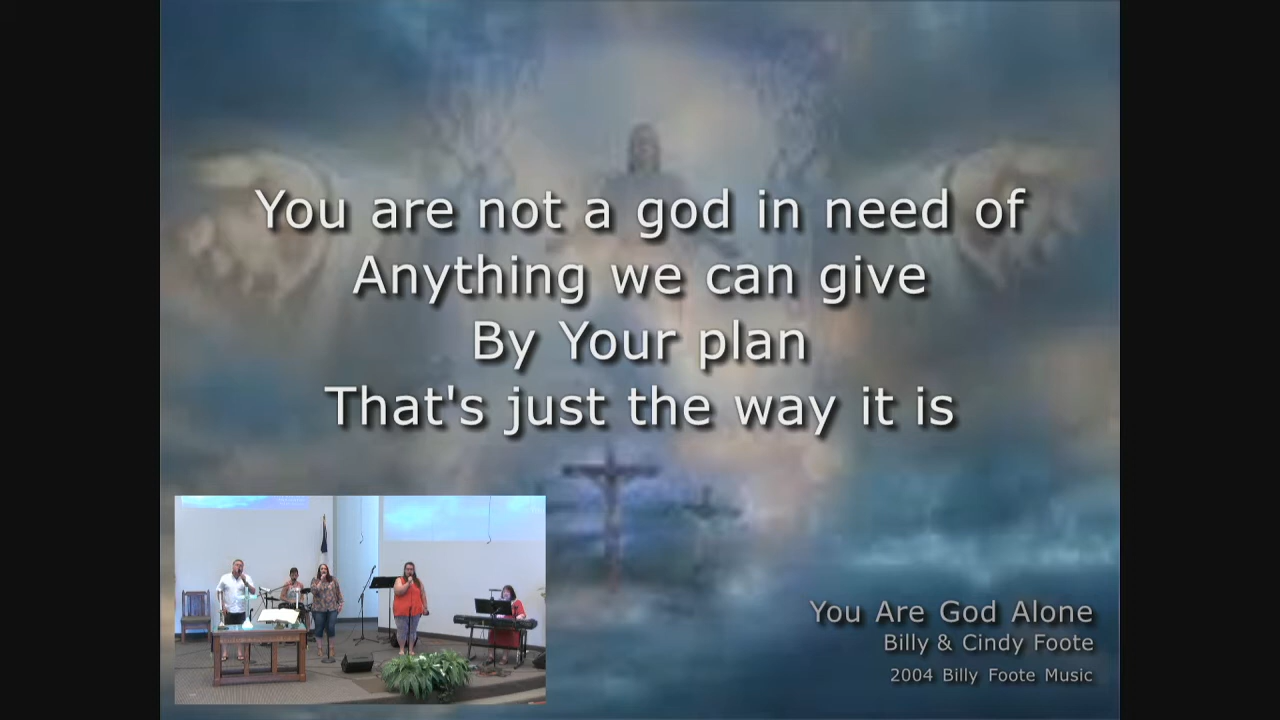 You are not a god in need of
Anything we can give
By Your plan
That's just the way it is
You Are God Alone
Billy & Cindy Foote
2004 Billy Foote Music